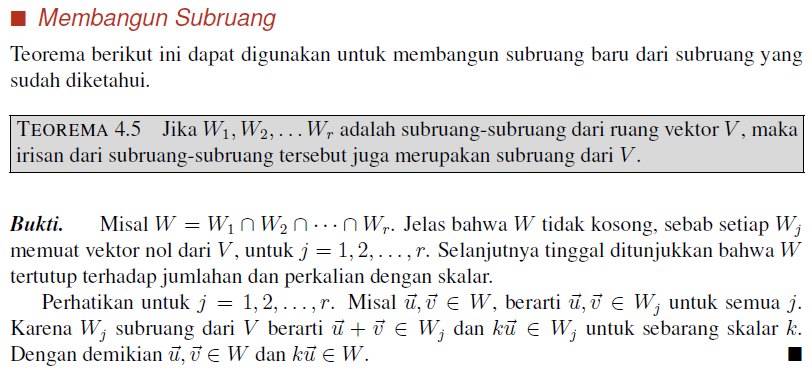 ■ Membangun Subruang
Teorema berikut ini dapat digunakan untuk membangun subruang baru dari subruang yang
sudah diketahui.
TEOREMA 4.5 Jika W₁, W₂, . . . Wᵣ adalah subruang-subruang dari ruang vektor V, maka
irisan dari subruang-subruang tersebut juga merupakan subruang dari V.
Bukti. Misal W = W₁ ∩ W₂ ∩ · · · ∩ Wᵣ. Jelas bahwa W tidak kosong, sebab setiap Wⱼ
memuat vektor nol dari V, untuk j = 1, 2, . . . , r. Selanjutnya tinggal ditunjukkan bahwa W
tertutup terhadap jumlahan dan perkalian dengan skalar.
Perhatikan untuk j = 1, 2, . . . , r. Misal u⃗, v⃗ ∈ W, berarti u⃗, v⃗ ∈ Wⱼ untuk semua j.
Karena Wⱼ subruang dari V berarti u⃗ + v⃗ ∈ Wⱼ dan ku⃗ ∈ Wⱼ untuk sebarang skalar k.
Dengan demikian u⃗, v⃗ ∈ W dan ku⃗ ∈ W. ■